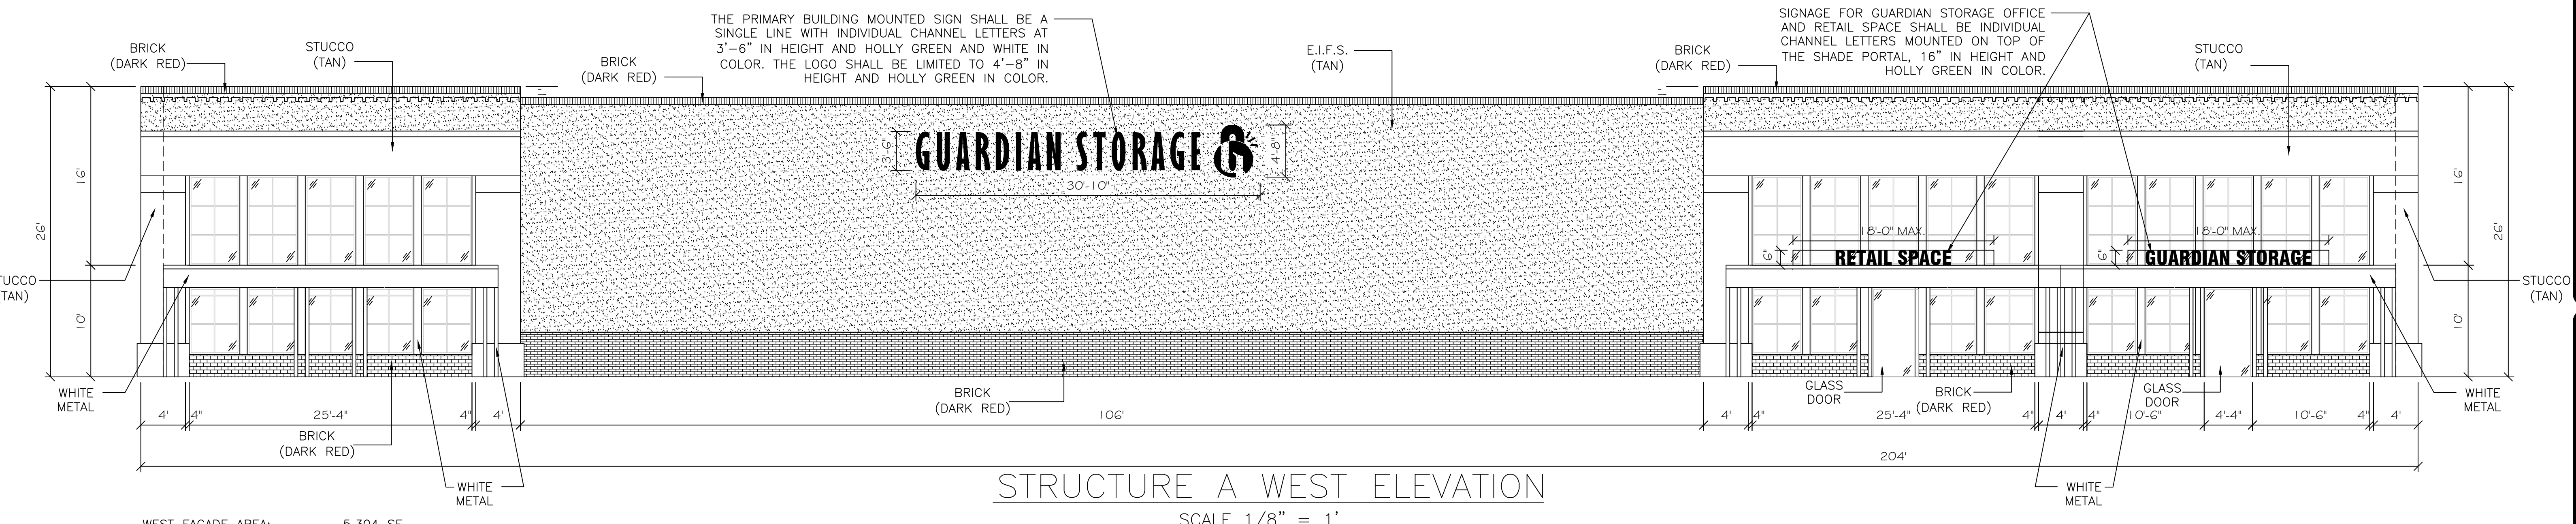 THE PRIMARY BUILDING MOUNTED SIGN SHALL BE A
SINGLE LINE WITH INDIVIDUAL CHANNEL LETTERS AT
3'-6" IN HEIGHT AND HOLLY GREEN AND WHITE IN
COLOR. THE LOGO SHALL BE LIMITED TO 4'-8" IN
HEIGHT AND HOLLY GREEN IN COLOR.
SIGNAGE FOR GUARDIAN STORAGE OFFICE
AND RETAIL SPACE SHALL BE INDIVIDUAL
CHANNEL LETTERS MOUNTED ON TOP OF
THE SHADE PORTAL, 16" IN HEIGHT AND
HOLLY GREEN IN COLOR.
BRICK
(DARK RED)
STUCCO
(TAN)
BRICK
(DARK RED)
E.I.F.S.
(TAN)
BRICK
(DARK RED)
STUCCO
(TAN)
26'
16'
10'
3'-6"
GUARDIAN STORAGE
4'-8"
30'-10"
18'-0" MAX.
18'-0" MAX.
6"
RETAIL SPACE
6"
GUARDIAN STORAGE
16'
10'
26'
STUCCO
(TAN)
STUCCO
(TAN)
WHITE
METAL
BRICK
(DARK RED)
GLASS
DOOR
BRICK
(DARK RED)
GLASS
DOOR
WHITE
METAL
4' 4" 25'-4" 4" 4' 106' 4' 4" 25'-4" 4" 4' 4" 10'-6" 4'-4" 10'-6" 4" 4'
BRICK
(DARK RED)
204'
WHITE
METAL
WHITE
METAL
STRUCTURE A WEST ELEVATION
SCALE 1/8" = 1'
WEST FACADE AREA: 5,304 SF